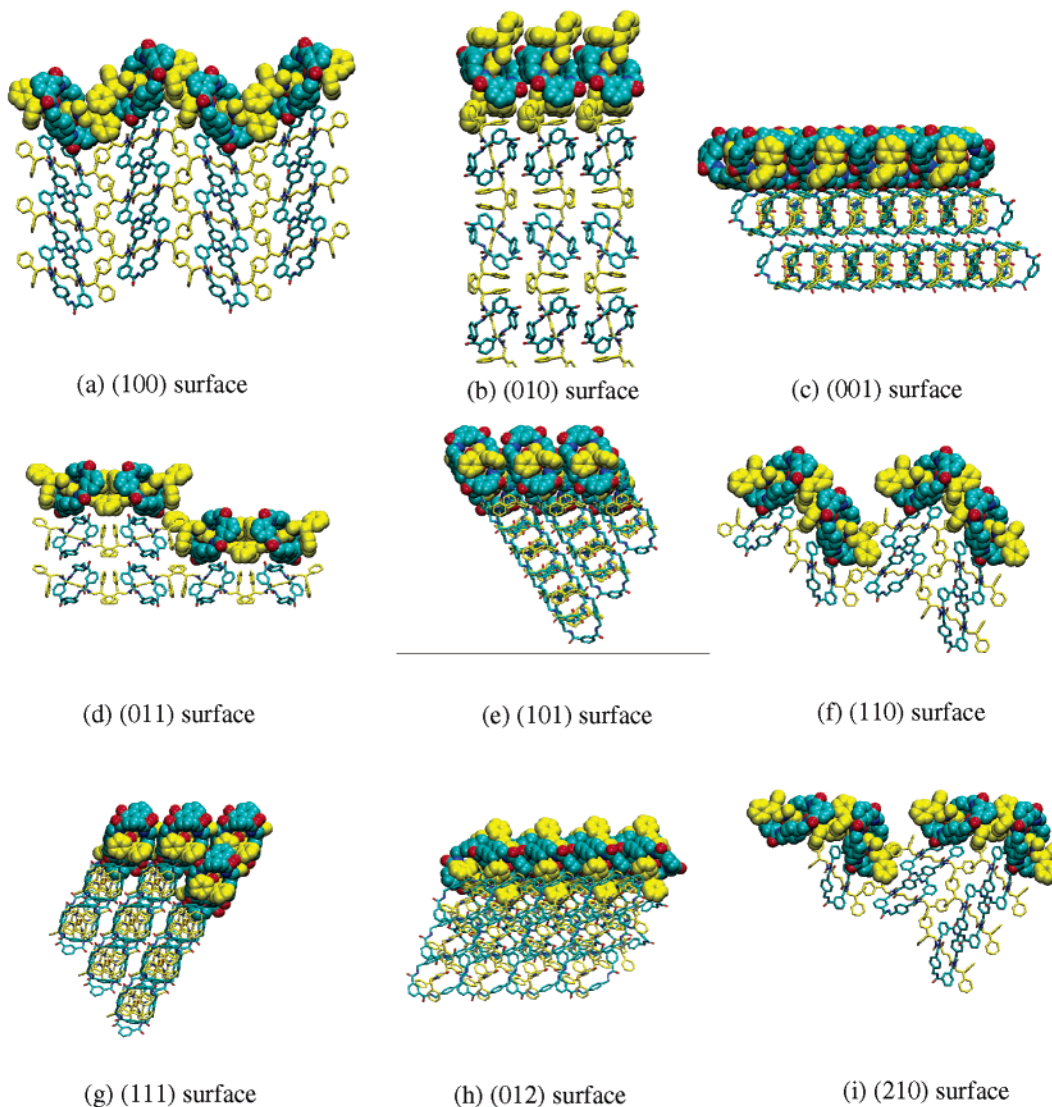 (a) (100) surface
(b) (010) surface
(c) (001) surface
(d) (011) surface
(e) (101) surface
(f) (110) surface
(g) (111) surface
(h) (012) surface
(i) (210) surface